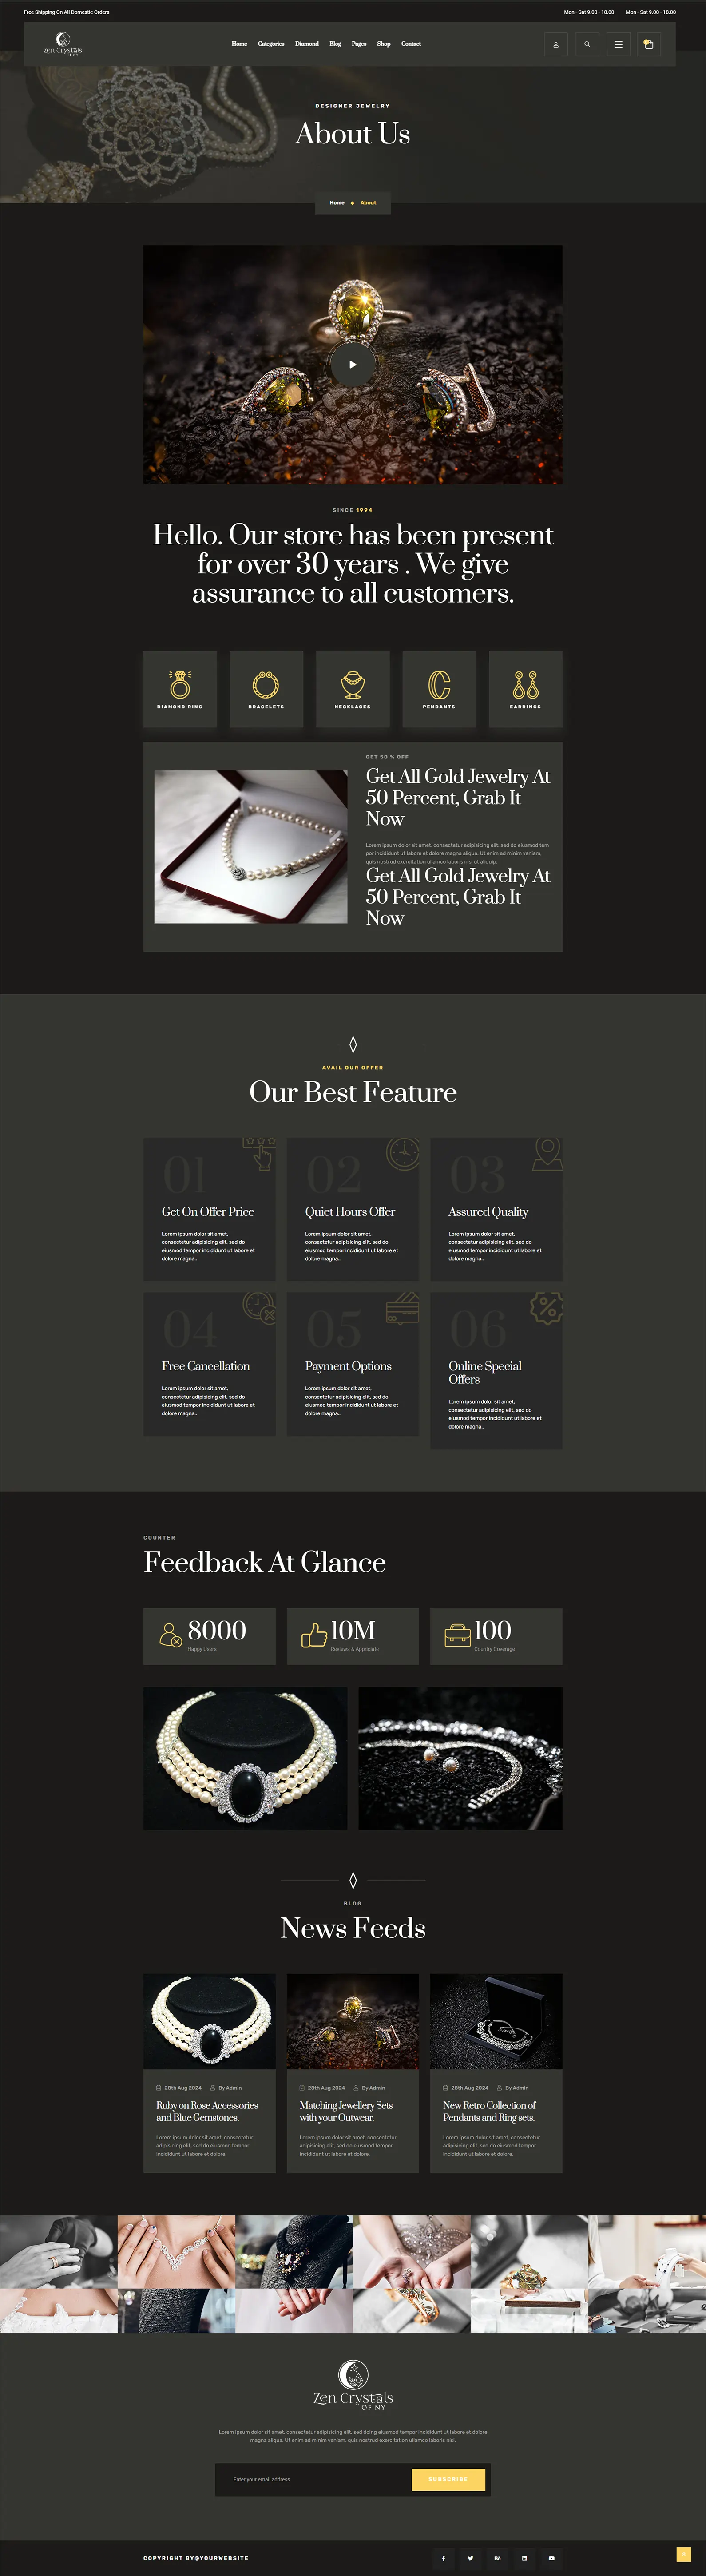 Free Shipping On All Domestic Orders
Mon - Sat 9.00 - 18.00
Mon - Sat 9.00 - 18.00
Zen Crystals
OF NY
Home
Categories
Diamond
Blog
Pages
Shop
Contact
DESIGNER JEWELRY
About Us
Home
About
SINCE 1994
Hello. Our store has been present
for over 30 years . We give
assurance to all customers.
DIAMOND RING
BRACELETS
NECKLACES
PENDANTS
EARRINGS
GET 50 % OFF
Get All Gold Jewelry At
50 Percent, Grab It
Now
Lorem ipsum dolor sit amet, consectetur adipisicing elit, sed do eiusmod tem
por incididunt ut labore et dolore magna aliqua. Ut enim ad minim veniam,
quis nostrud exercitation ullamco laboris nisi ut aliquip.
Get All Gold Jewelry At
50 Percent, Grab It
Now
AVAIL OUR OFFER
Our Best Feature
01
Get On Offer Price
Lorem ipsum dolor sit amet,
consectetur adipisicing elit, sed do
eiusmod tempor incididunt ut labore et
dolore magna..
02
Quiet Hours Offer
Lorem ipsum dolor sit amet,
consectetur adipisicing elit, sed do
eiusmod tempor incididunt ut labore et
dolore magna..
03
Assured Quality
Lorem ipsum dolor sit amet,
consectetur adipisicing elit, sed do
eiusmod tempor incididunt ut labore et
dolore magna..
04
Free Cancellation
Lorem ipsum dolor sit amet,
consectetur adipisicing elit, sed do
eiusmod tempor incididunt ut labore et
dolore magna..
05
Payment Options
Lorem ipsum dolor sit amet,
consectetur adipisicing elit, sed do
eiusmod tempor incididunt ut labore et
dolore magna..
06
Online Special
Offers
Lorem ipsum dolor sit amet,
consectetur adipisicing elit, sed do
eiusmod tempor incididunt ut labore et
dolore magna..
COUNTER
Feedback At Glance
8000
Happy Users
10M
Reviews & Appriciate
100
Country Coverage
BLOG
News Feeds
28th Aug 2024
By Admin
Ruby on Rose Accessories
and Blue Gemstones.
Lorem ipsum dolor sit amet, consectetur
adipisicing elit, sed do eiusmod tempor
incididunt ut labore et dolore.
28th Aug 2024
By Admin
Matching Jewellery Sets
with your Outwear.
Lorem ipsum dolor sit amet, consectetur
adipisicing elit, sed do eiusmod tempor
incididunt ut labore et dolore.
28th Aug 2024
By Admin
New Retro Collection of
Pendants and Ring sets.
Lorem ipsum dolor sit amet, consectetur
adipisicing elit, sed do eiusmod tempor
incididunt ut labore et dolore.
Zen Crystals
OF NY
Lorem ipsum dolor sit amet, consectetur adipisicing elit, sed doing eiusmod tempor incididunt ut labore et dolore
magna aliqua. Ut enim ad minim veniam, quis nostrud exercitation ullamco laboris nisi.
Enter your email address
SUBSCRIBE
COPYRIGHT BY@YOURWEBSITE